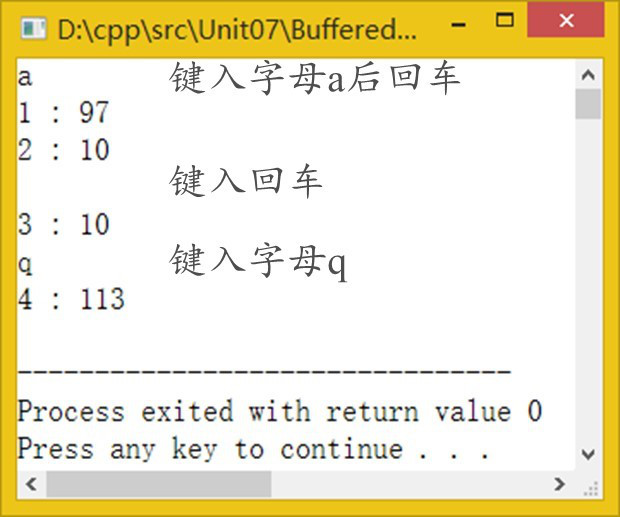 D:\cpp\src\Unit07\Buffered...
a 键入字母a后回车
1 : 97
2 : 10
键入回车
3 : 10
q 键入字母q
4 : 113
--------------------------------
Process exited with return value 0
Press any key to continue . . .